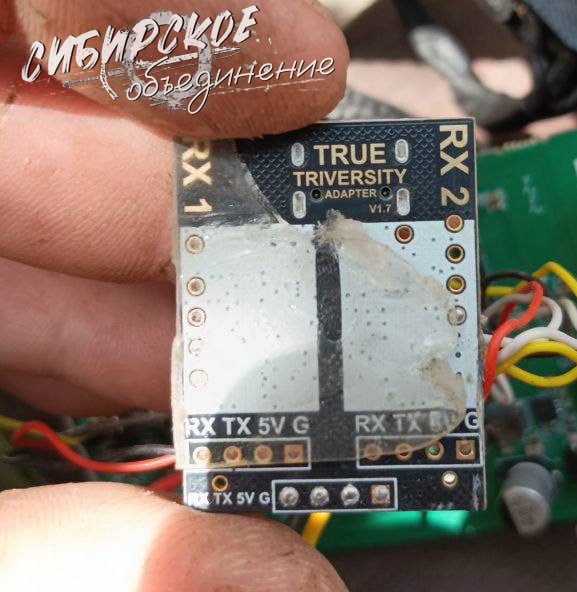 СИБИРСКОЕ
объединение
RX 1
TRUE
TRIVERSITY
ADAPTER
V1.7
RX 2
RX TX 5V G
RX TX 5V G
RX TX 5V G